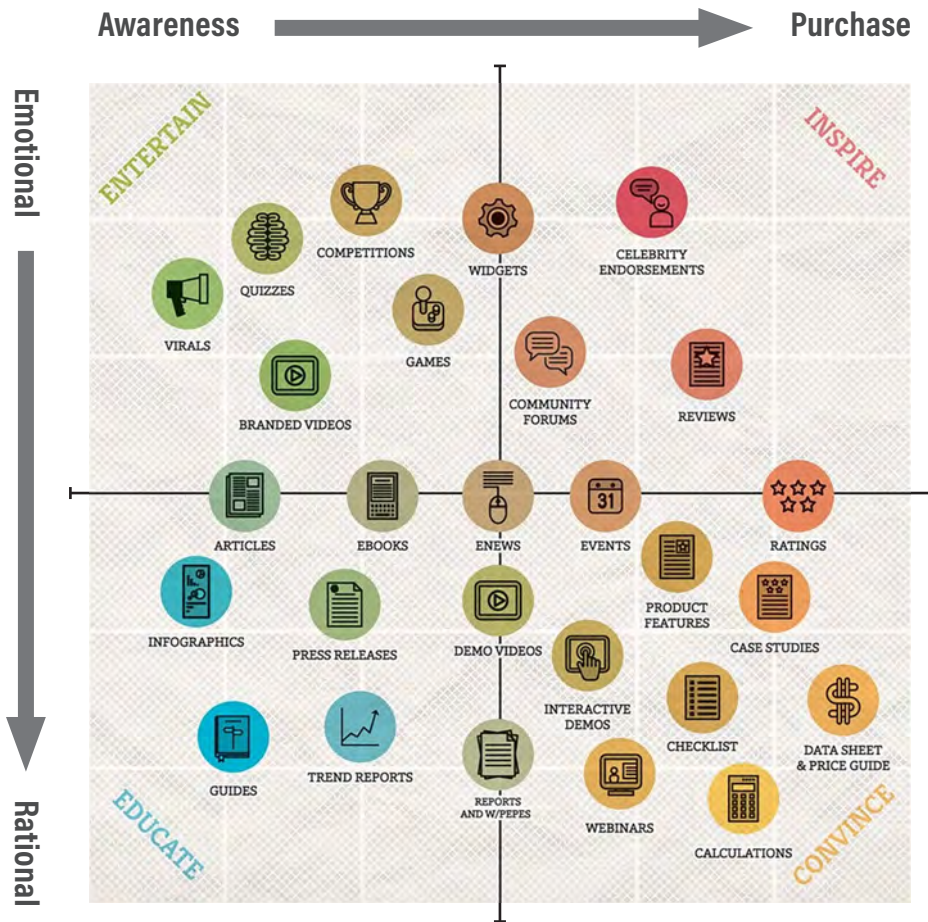 Awareness
Purchase
Emotional
Rational
ENTERTAIN
INSPIRE
COMPETITIONS
WIDGETS
CELEBRITY
ENDORSEMENTS
QUIZZES
VIRALS
GAMES
BRANDED VIDEOS
COMMUNITY
FORUMS
REVIEWS
31
ARTICLES
EBOOKS
ENEWS
EVENTS
RATINGS
INFOGRAPHICS
PRESS RELEASES
DEMO VIDEOS
PRODUCT
FEATURES
CASE STUDIES
INTERACTIVE
DEMOS
CHECKLIST
DATA SHEET
& PRICE GUIDE
GUIDES
TREND REPORTS
REPORTS
AND W/PEPES
WEBINARS
CALCULATIONS
EDUCATE
CONVINCE